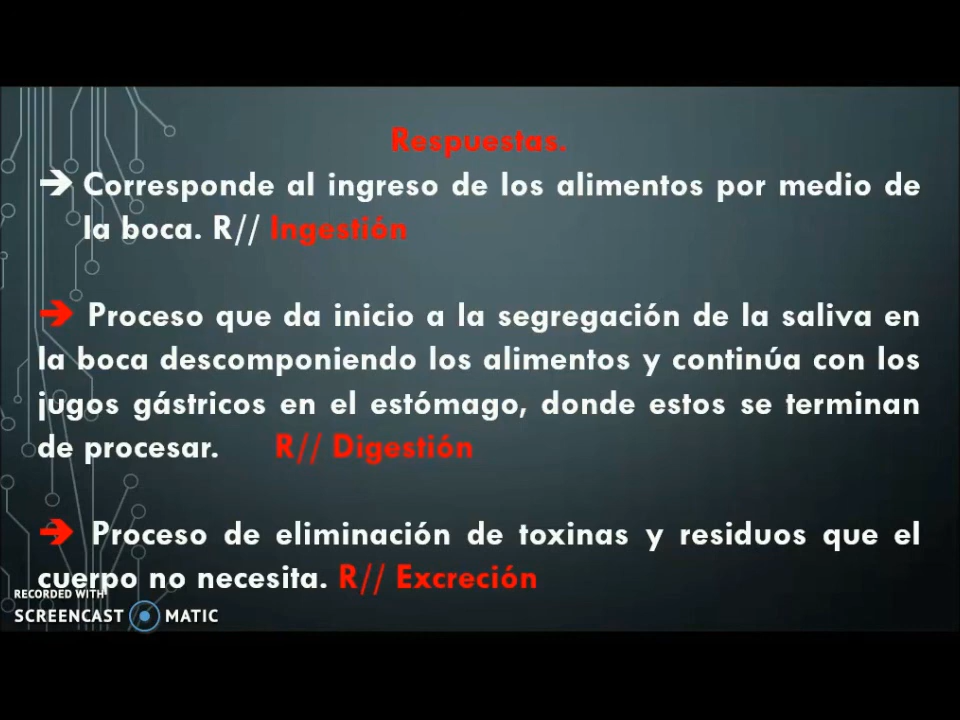 Respuestas.
➔ Corresponde al ingreso de los alimentos por medio de
la boca. R// Ingestión
➔ Proceso que da inicio a la segregación de la saliva en
la boca descomponiendo los alimentos y continúa con los
jugos gástricos en el estómago, donde estos se terminan
de procesar. R// Digestión
➔ Proceso de eliminación de toxinas y residuos que el
cuerpo no necesita. R// Excreción
RECORDED WITH
SCREENCAST MATIC